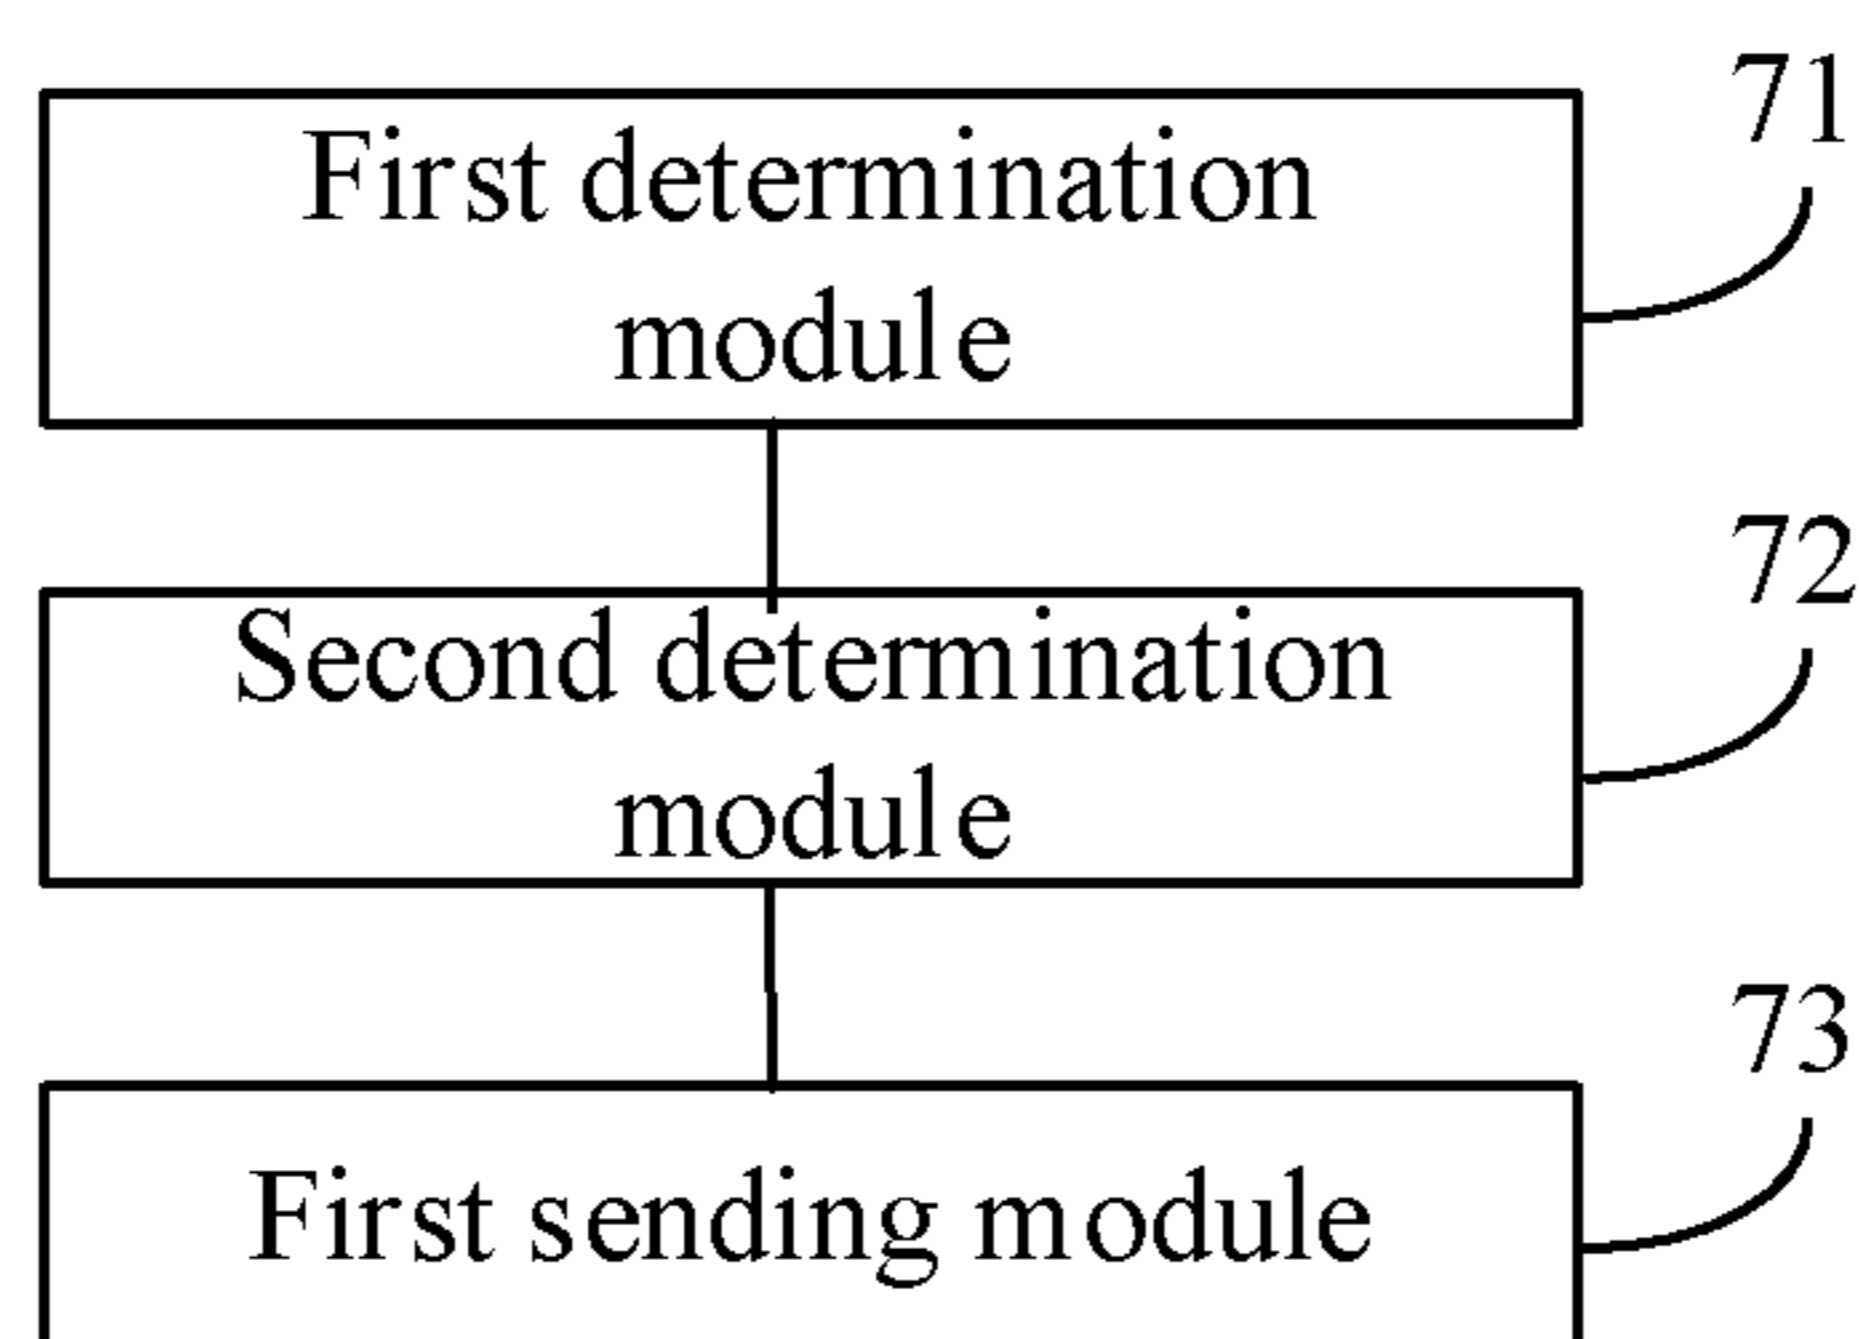 71
First determination
module
72
Second determination
module
73
First sending module